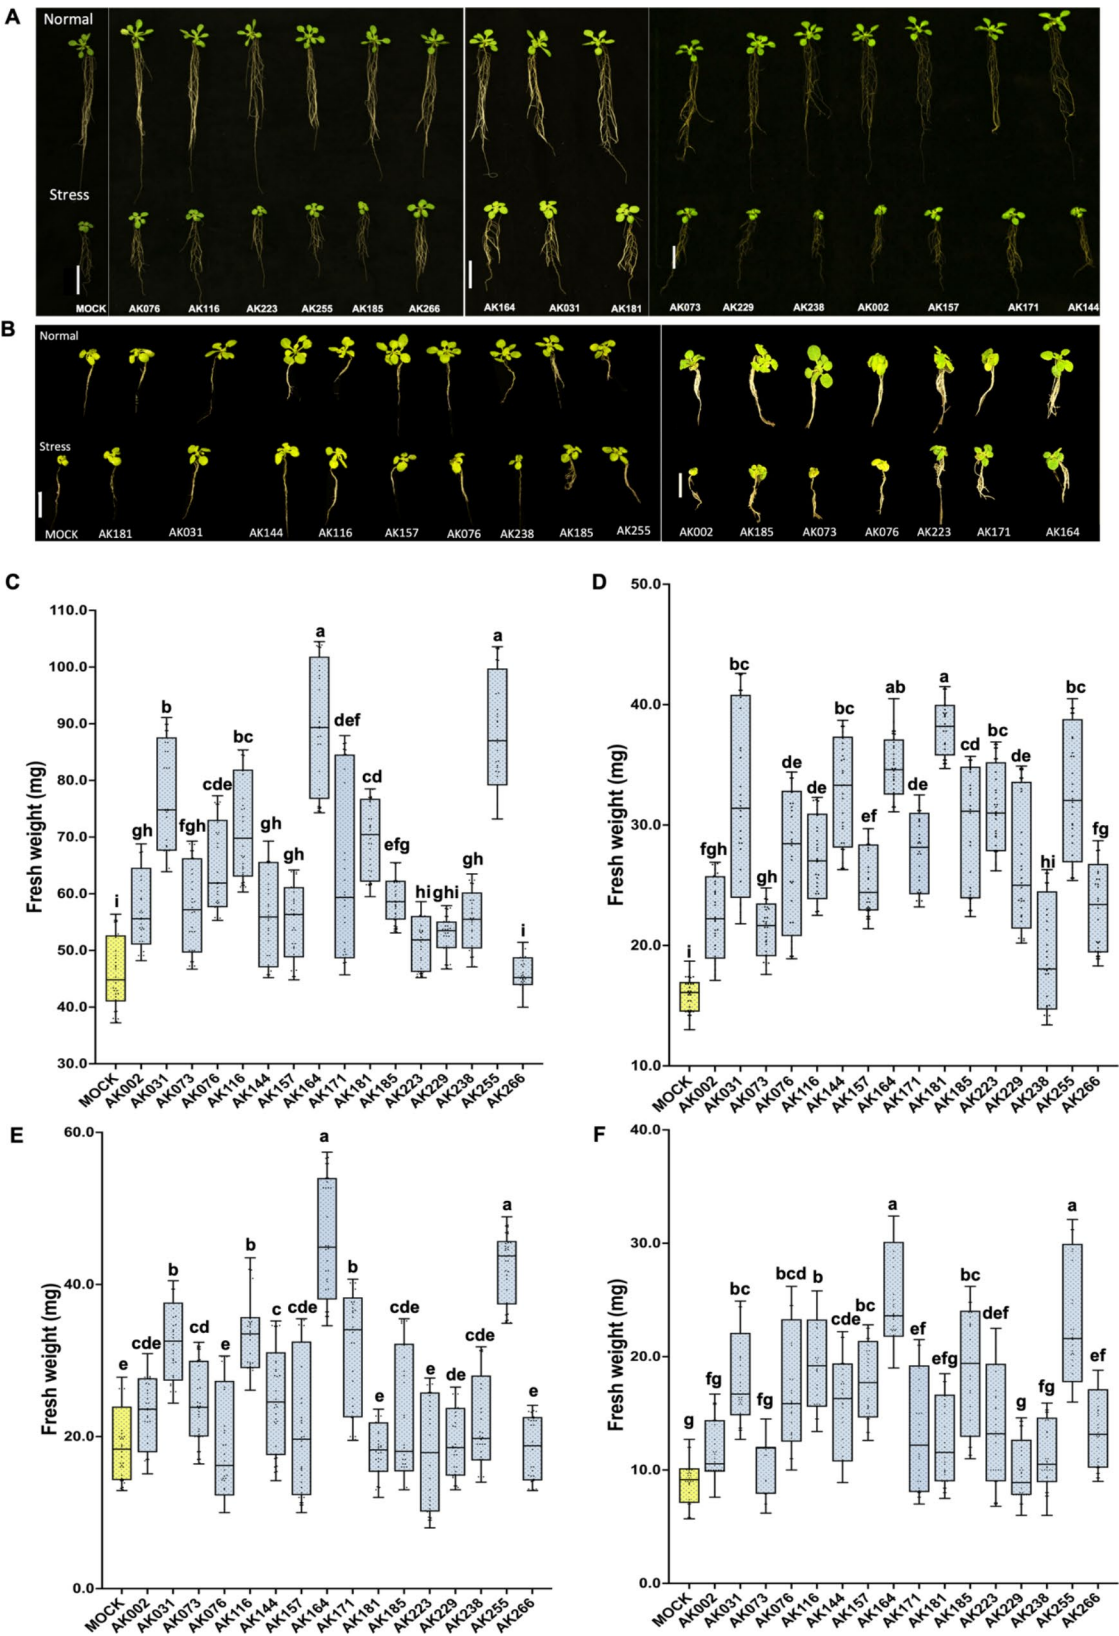 A
Normal
Stress
MOCK AK076 AK116 AK223 AK255 AK185 AK266 AK164 AK031 AK181 AK073 AK229 AK238 AK002 AK157 AK171 AK144
B
Normal
Stress
MOCK AK181 AK031 AK144 AK116 AK157 AK076 AK238 AK185 AK255 AK002 AK185 AK073 AK076 AK223 AK171 AK164
C
Fresh weight (mg)
110.0
100.0
90.0
80.0
70.0
60.0
50.0
40.0
30.0
i gh b fgh cde bc gh gh a def cd efg hi ghi gh a i
MOCK AK002 AK031 AK073 AK076 AK116 AK144 AK157 AK164 AK171 AK181 AK185 AK223 AK229 AK238 AK255 AK266
D
Fresh weight (mg)
50.0
40.0
30.0
20.0
10.0
i fgh bc gh de de bc ef ab de a cd bc de hi bc fg
MOCK AK002 AK031 AK073 AK076 AK116 AK144 AK157 AK164 AK171 AK181 AK185 AK223 AK229 AK238 AK255 AK266
E
Fresh weight (mg)
60.0
40.0
20.0
0.0
e cde b cd e b c cde a b e cde e de cde a e
MOCK AK002 AK031 AK073 AK076 AK116 AK144 AK157 AK164 AK171 AK181 AK185 AK223 AK229 AK238 AK255 AK266
F
Fresh weight (mg)
40.0
30.0
20.0
10.0
0.0
g fg bc fg bcd b cde bc a ef efg bc def g fg a ef
MOCK AK002 AK031 AK073 AK076 AK116 AK144 AK157 AK164 AK171 AK181 AK185 AK223 AK229 AK238 AK255 AK266